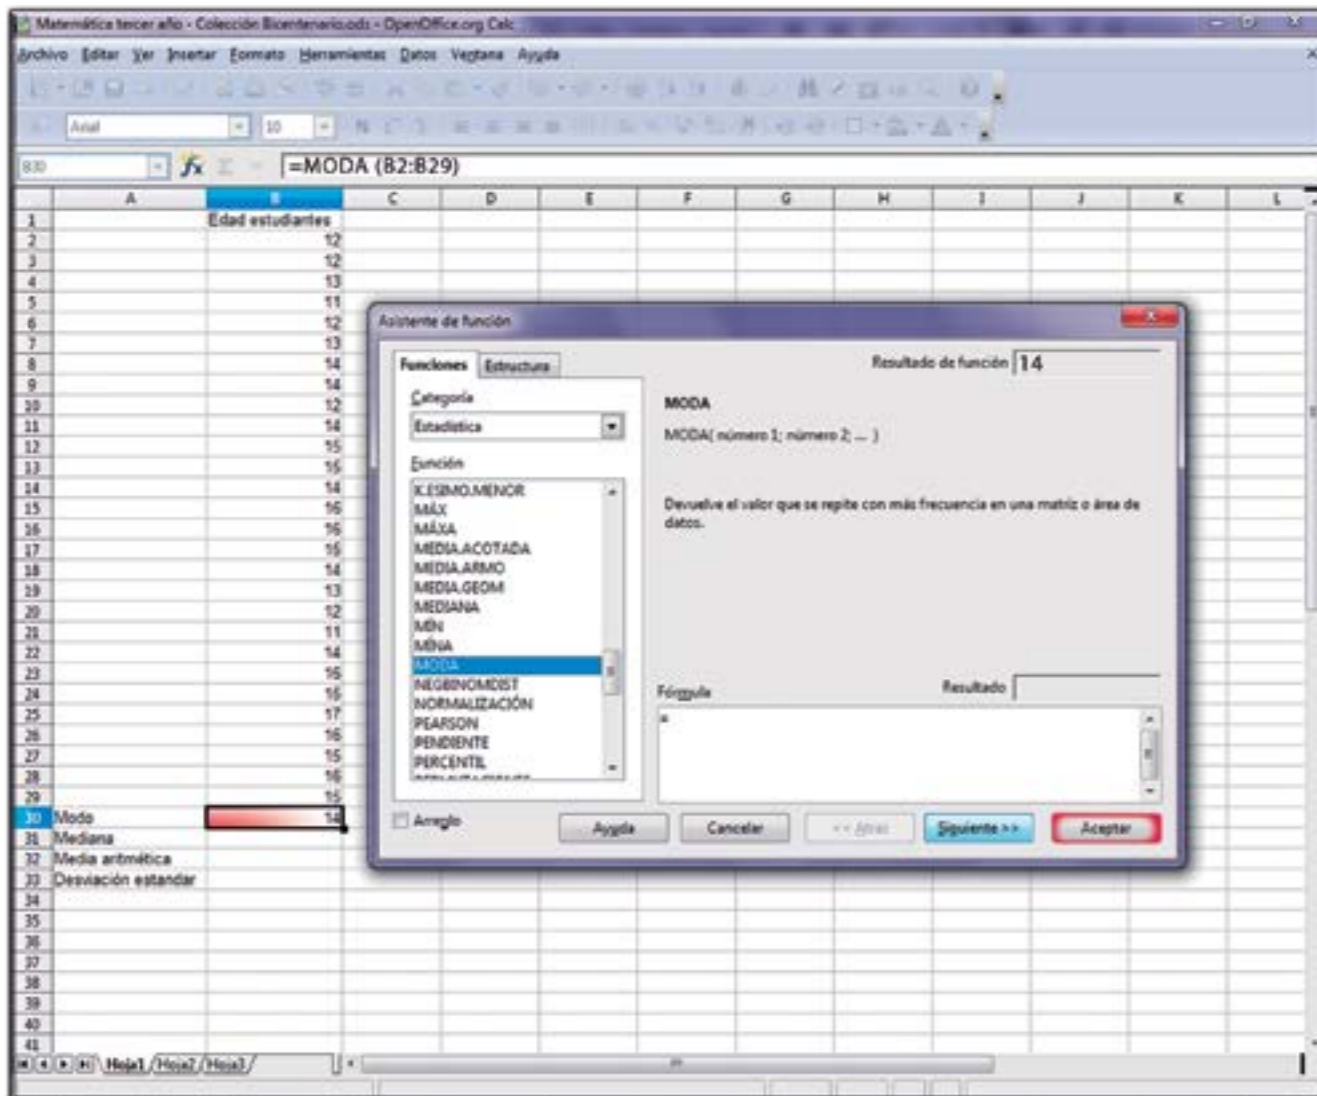 Matemática tercer año - Colección Bicentenario.ods - OpenOffice.org Calc
Archivo Editar Ver Insertar Formato Herramientas Datos Ventana Ayuda
Arial 10
B30 fx Σ = =MODA (B2:B29)
A B C D E F G H I J K L
1 Edad estudiantes
2 12
3 12
4 13
5 11
6 12
7 13
8 14
9 14
10 12
11 14
12 15
13
14 14
15 16
16 16
17
18 14
19 13
20 12
21 11
22 14
23 16
24
25 17
26 16
27 15
28 16
29 15
30 Modo 14
31 Mediana
32 Media aritmética
33 Desviación estandar
34
35
36
37
38
39
40
41
Hoja1 Hoja2 Hoja3
Asistente de función
Funciones Estructura
Resultado de función 14
Categoría
Estadística
Función
K.ESIMO.MENOR
MÁX
MÁXA
MEDIA.ACOTADA
MEDIA.ARMO
MEDIA.GEOM
MEDIANA
MÍN
MÍNA
MODA
NEGBINOMDIST
NORMALIZACIÓN
PEARSON
PENDIENTE
PERCENTIL
MODA
MODA( número 1; número 2; ... )
Devuelve el valor que se repite con más frecuencia en una matriz o área de
datos.
Fórmula
Resultado
=
Arreglo
Ayuda Cancelar << Atras Siguiente >> Aceptar